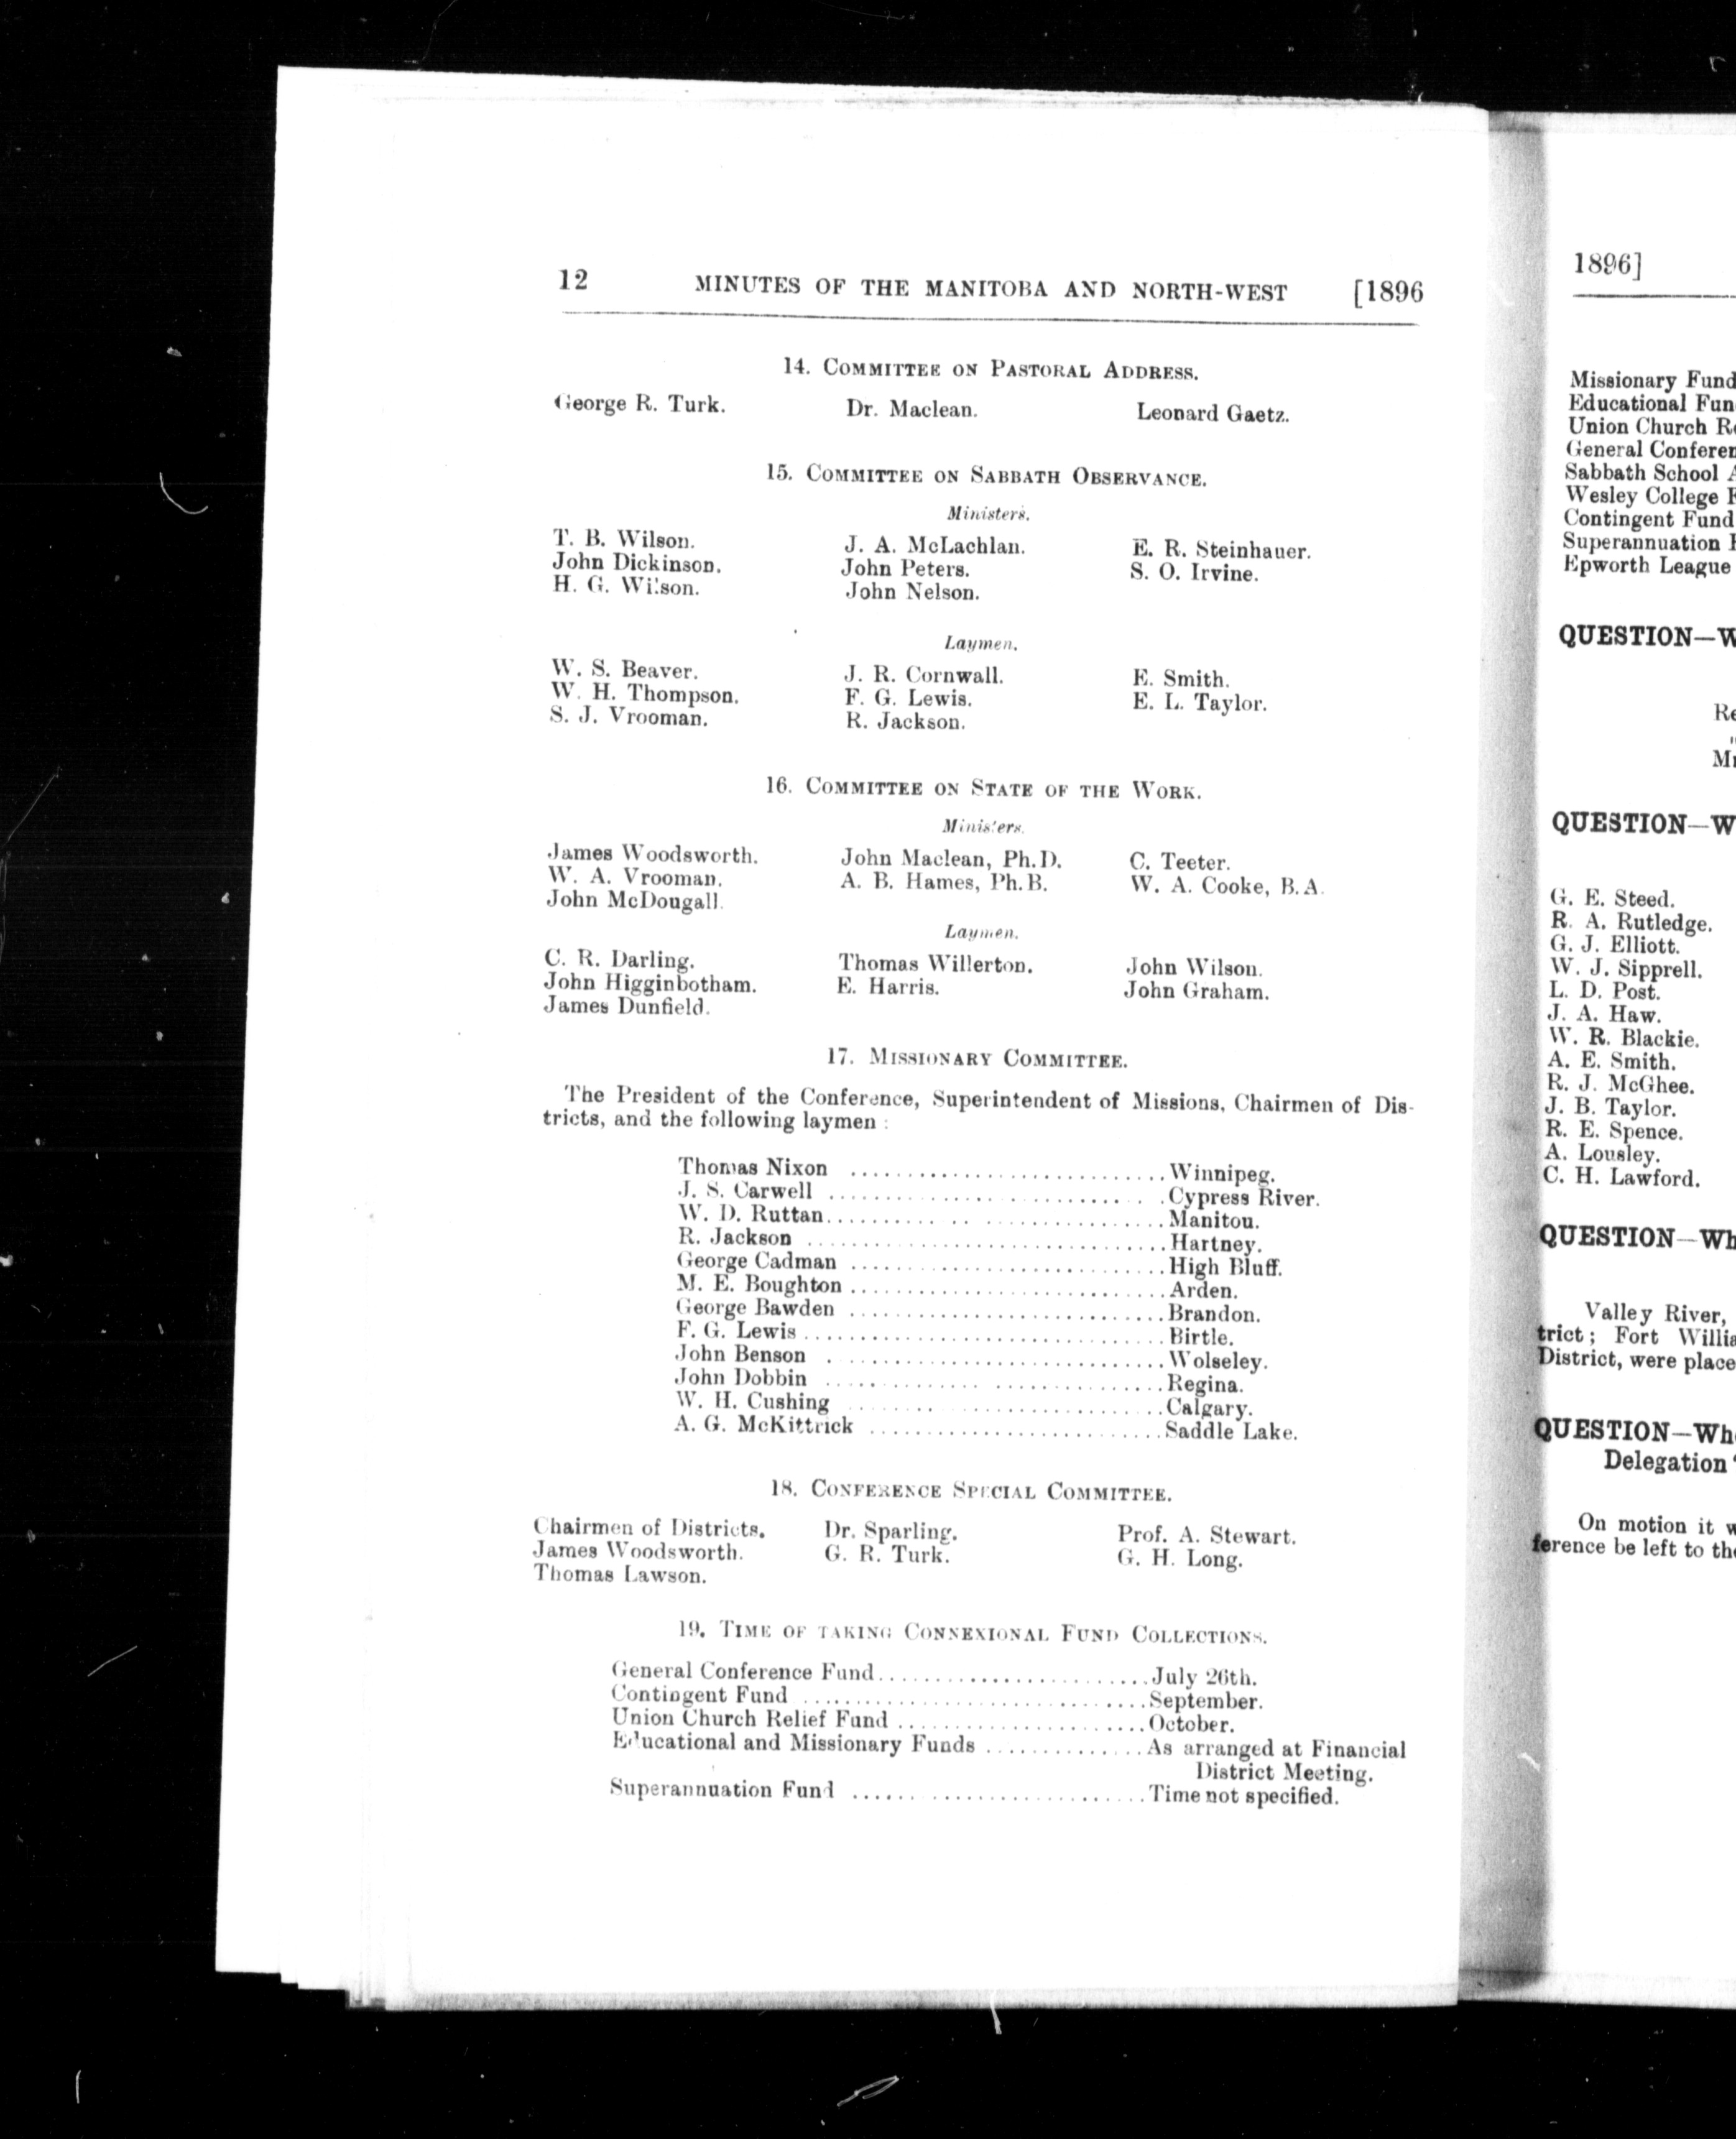 12 MINUTES OF THE MANITOBA AND NORTH-WEST [1896
14. COMMITTEE ON PASTORAL ADDRESS.
George R. Turk. Dr. Maclean. Leonard Gaetz.
15. COMMITTEE ON SABBATH OBSERVANCE.
Ministers.
T. B. Wilson. J. A. McLachlan. E. R. Steinhauer.
John Dickinson. John Peters. S. O. Irvine.
H. G. Wilson. John Nelson.
Laymen.
W. S. Beaver. J. R. Cornwall. E. Smith.
W. H. Thompson. F. G. Lewis. E. L. Taylor.
S. J. Vrooman. R. Jackson.
16. COMMITTEE ON STATE OF THE WORK.
Ministers.
James Woodsworth. John Maclean, Ph.D. C. Teeter.
W. A. Vrooman. A. B. Hames, Ph.B. W. A. Cooke, B.A.
John McDougall.
Laymen.
C. R. Darling. Thomas Willerton. John Wilson.
John Higginbotham. E. Harris. John Graham.
James Dunfield.
17. MISSIONARY COMMITTEE.
The President of the Conference, Superintendent of Missions, Chairmen of Dis-
tricts, and the following laymen :
Thomas Nixon ............................ Winnipeg.
J. S. Carwell ............................ Cypress River.
W. D. Ruttan ............................ Manitou.
R. Jackson ............................ Hartney.
George Cadman ............................ High Bluff.
M. E. Boughton ............................ Arden.
George Bawden ............................ Brandon.
F. G. Lewis ............................ Birtle.
John Benson ............................ Wolseley.
John Dobbin ............................ Regina.
W. H. Cushing ............................ Calgary.
A. G. McKittrick ............................ Saddle Lake.
18. CONFERENCE SPECIAL COMMITTEE.
Chairmen of Districts. Dr. Sparling. Prof. A. Stewart.
James Woodsworth. G. R. Turk. G. H. Long.
Thomas Lawson.
19. TIME OF TAKING CONNEXIONAL FUND COLLECTIONS.
General Conference Fund ........................ July 26th.
Contingent Fund ............................ September.
Union Church Relief Fund ...................... October.
Educational and Missionary Funds .............. As arranged at Financial
District Meeting.
Superannuation Fund .......................... Time not specified.
1896]
Missionary Fund
Educational
Union Church
General
Sabbath School
Wesley College
Contingent Fund
Superannuation
Epworth League
QUESTION—
QUESTION—
G. E. Steed.
R. A. Rutledge.
G. J. Elliott.
W. J. Sipprell.
L. D. Post.
J. A. Haw.
W. R. Blackie.
A. E. Smith.
R. J. McGhee.
J. B. Taylor.
R. E. Spence.
A. Lousley.
C. H. Lawford.
QUESTION—Wh
Valley River,
trict ; Fort
District, were
QUESTION—Wh
Delegation
On motion it
ference be left to